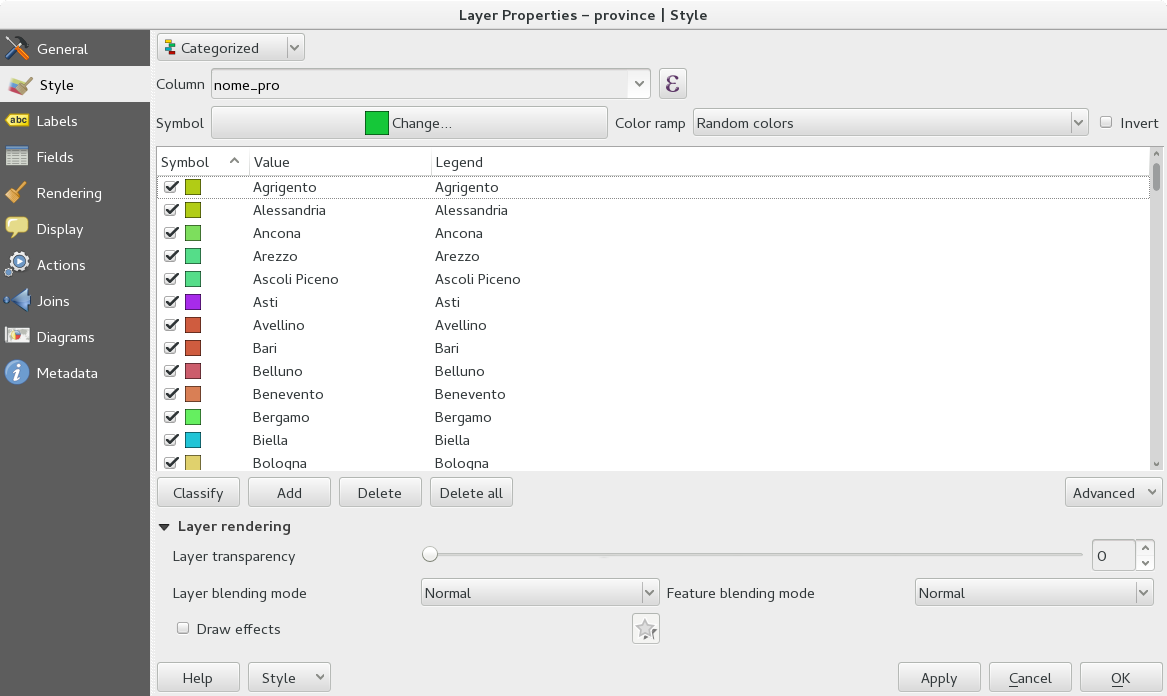 Layer Properties – province | Style
General
Style
Labels
Fields
Rendering
Display
Actions
Joins
Diagrams
Metadata
Categorized
Column nome_pro ε
Symbol Change... Color ramp Random colors Invert
Symbol Value Legend
Agrigento Agrigento
Alessandria Alessandria
Ancona Ancona
Arezzo Arezzo
Ascoli Piceno Ascoli Piceno
Asti Asti
Avellino Avellino
Bari Bari
Belluno Belluno
Benevento Benevento
Bergamo Bergamo
Biella Biella
Bologna Bologna
Classify Add Delete Delete all Advanced
Layer rendering
Layer transparency 0
Layer blending mode Normal Feature blending mode Normal
Draw effects
Help Style Apply Cancel OK